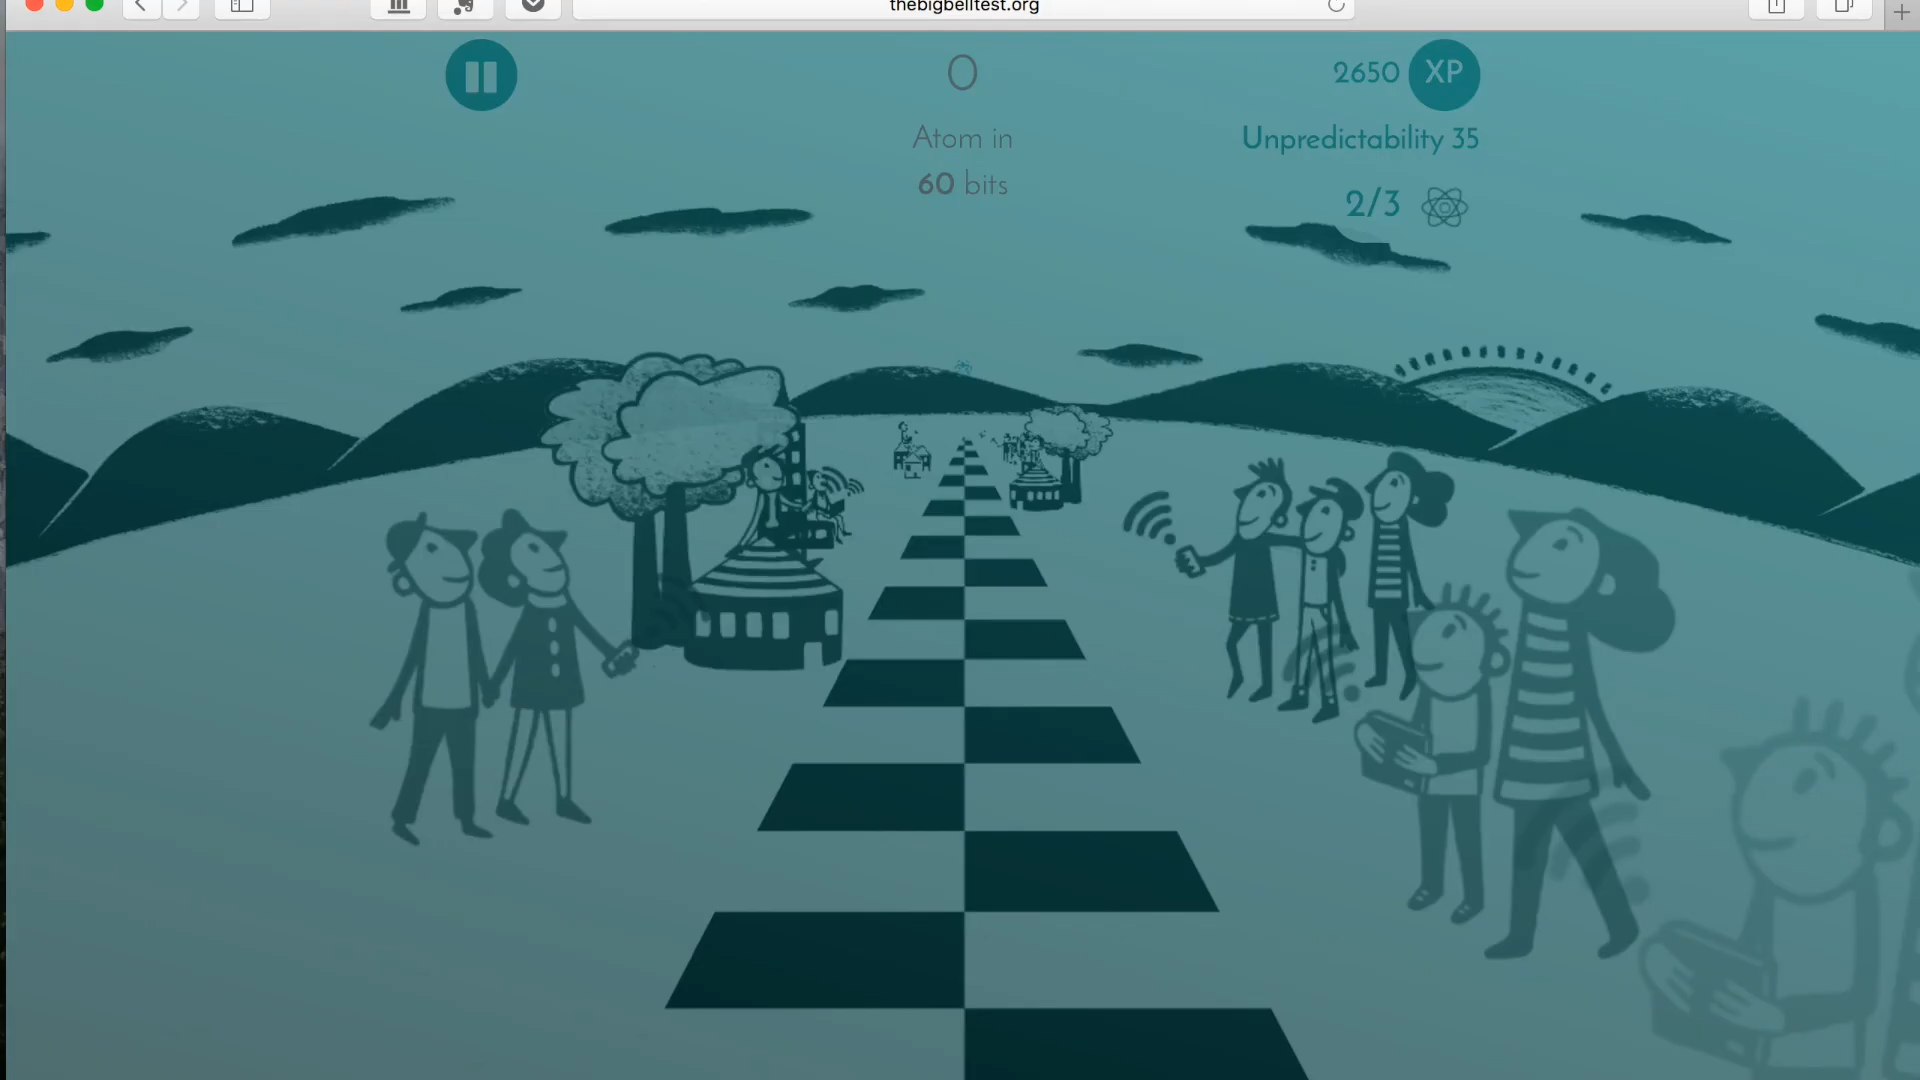 thebigbelltest.org
0
2650 XP
Atom in
Unpredictability 35
60 bits
2/3